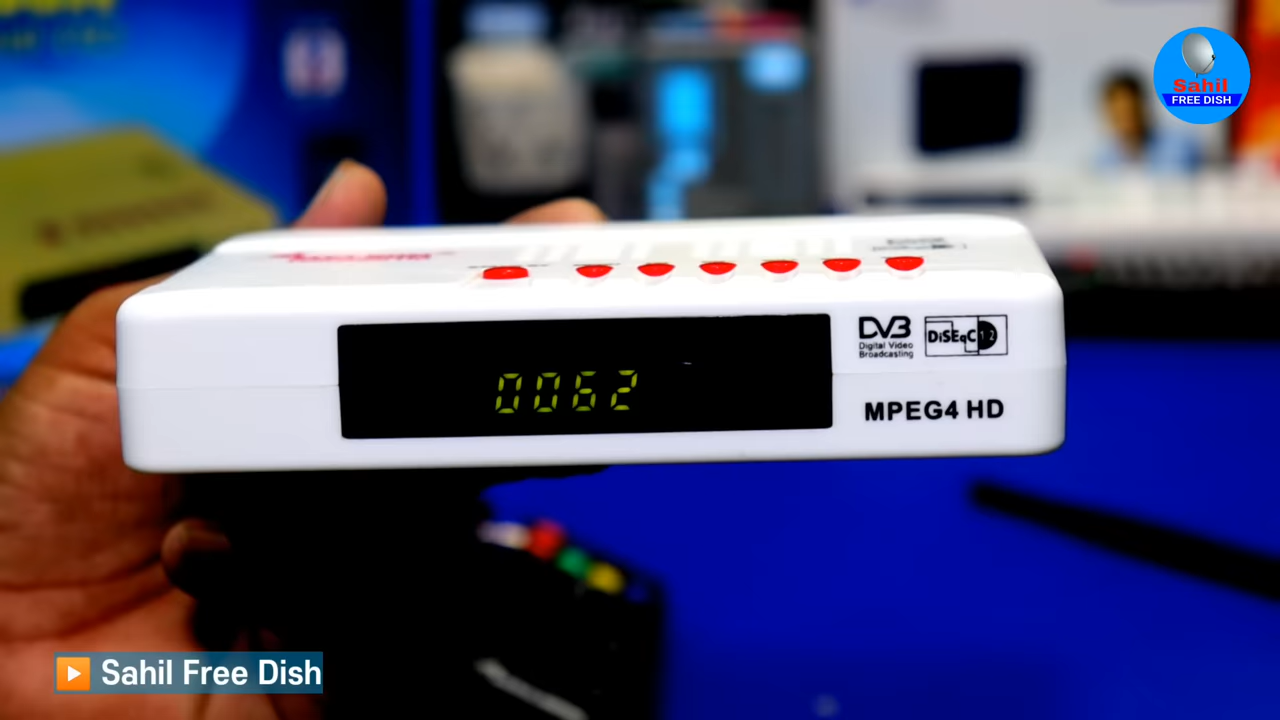 Sahil
FREE DISH
DVB
Digital Video
Broadcasting
DiSEqC 1 2
0062
MPEG4 HD
Sahil Free Dish